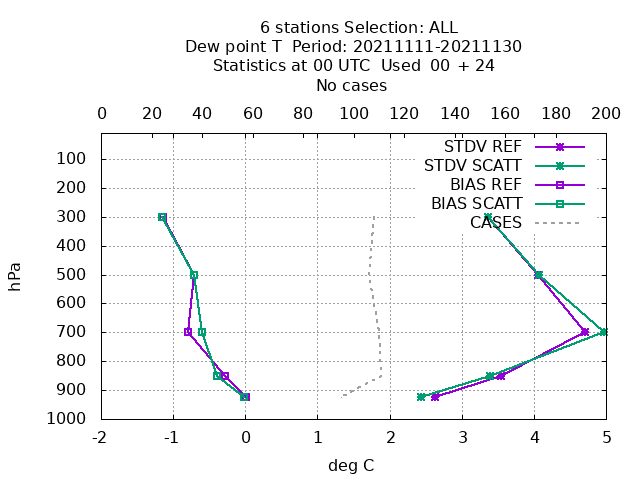 6 stations Selection: ALL
Dew point T  Period: 20211111-20211130
Statistics at 00 UTC  Used  00 + 24
No cases
0 20 40 60 80 100 120 140 160 180 200
STDV REF
STDV SCATT
BIAS REF
BIAS SCATT
CASES
hPa
100
200
300
400
500
600
700
800
900
1000
-2 -1 0 1 2 3 4 5
deg C